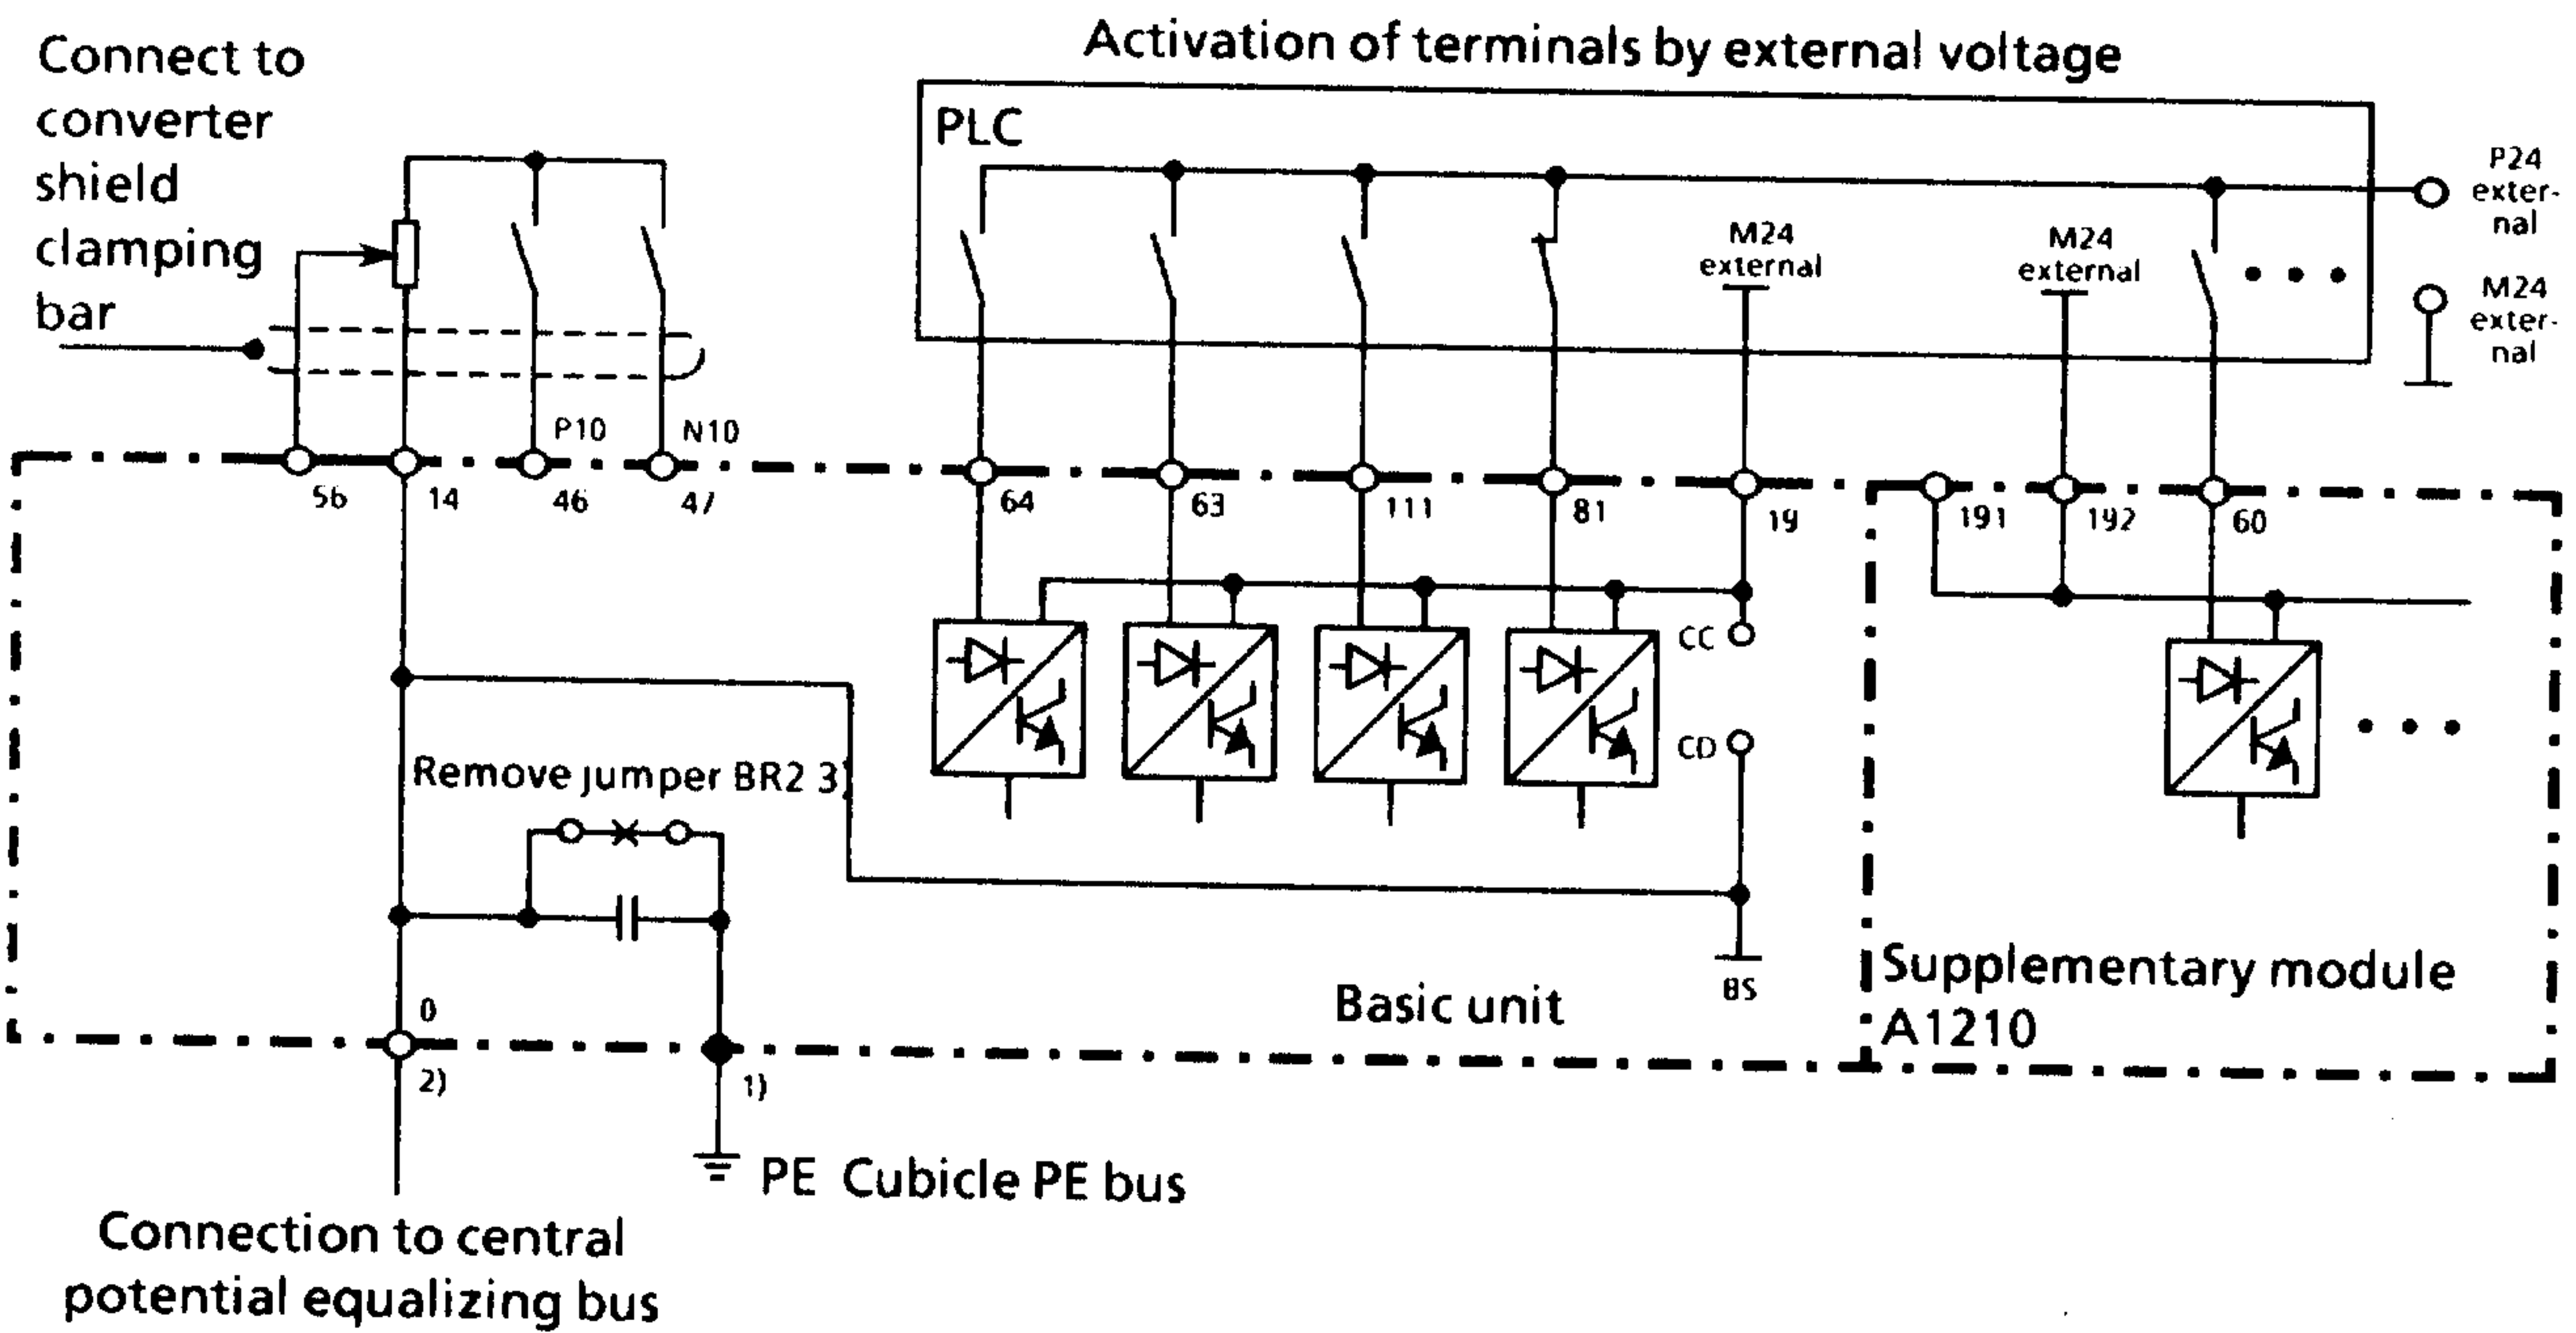 Activation of terminals by external voltage
Connect to
converter
shield
clamping
bar
PLC
P24
exter-
nal
M24
exter-
nal
M24
external
M24
external
P10
N10
56
14
46
47
64
63
111
81
19
191
192
60
CC
CD
Remove jumper BR2 3)
BS
Basic unit
Supplementary module
A1210
0
2)
1)
PE Cubicle PE bus
Connection to central
potential equalizing bus